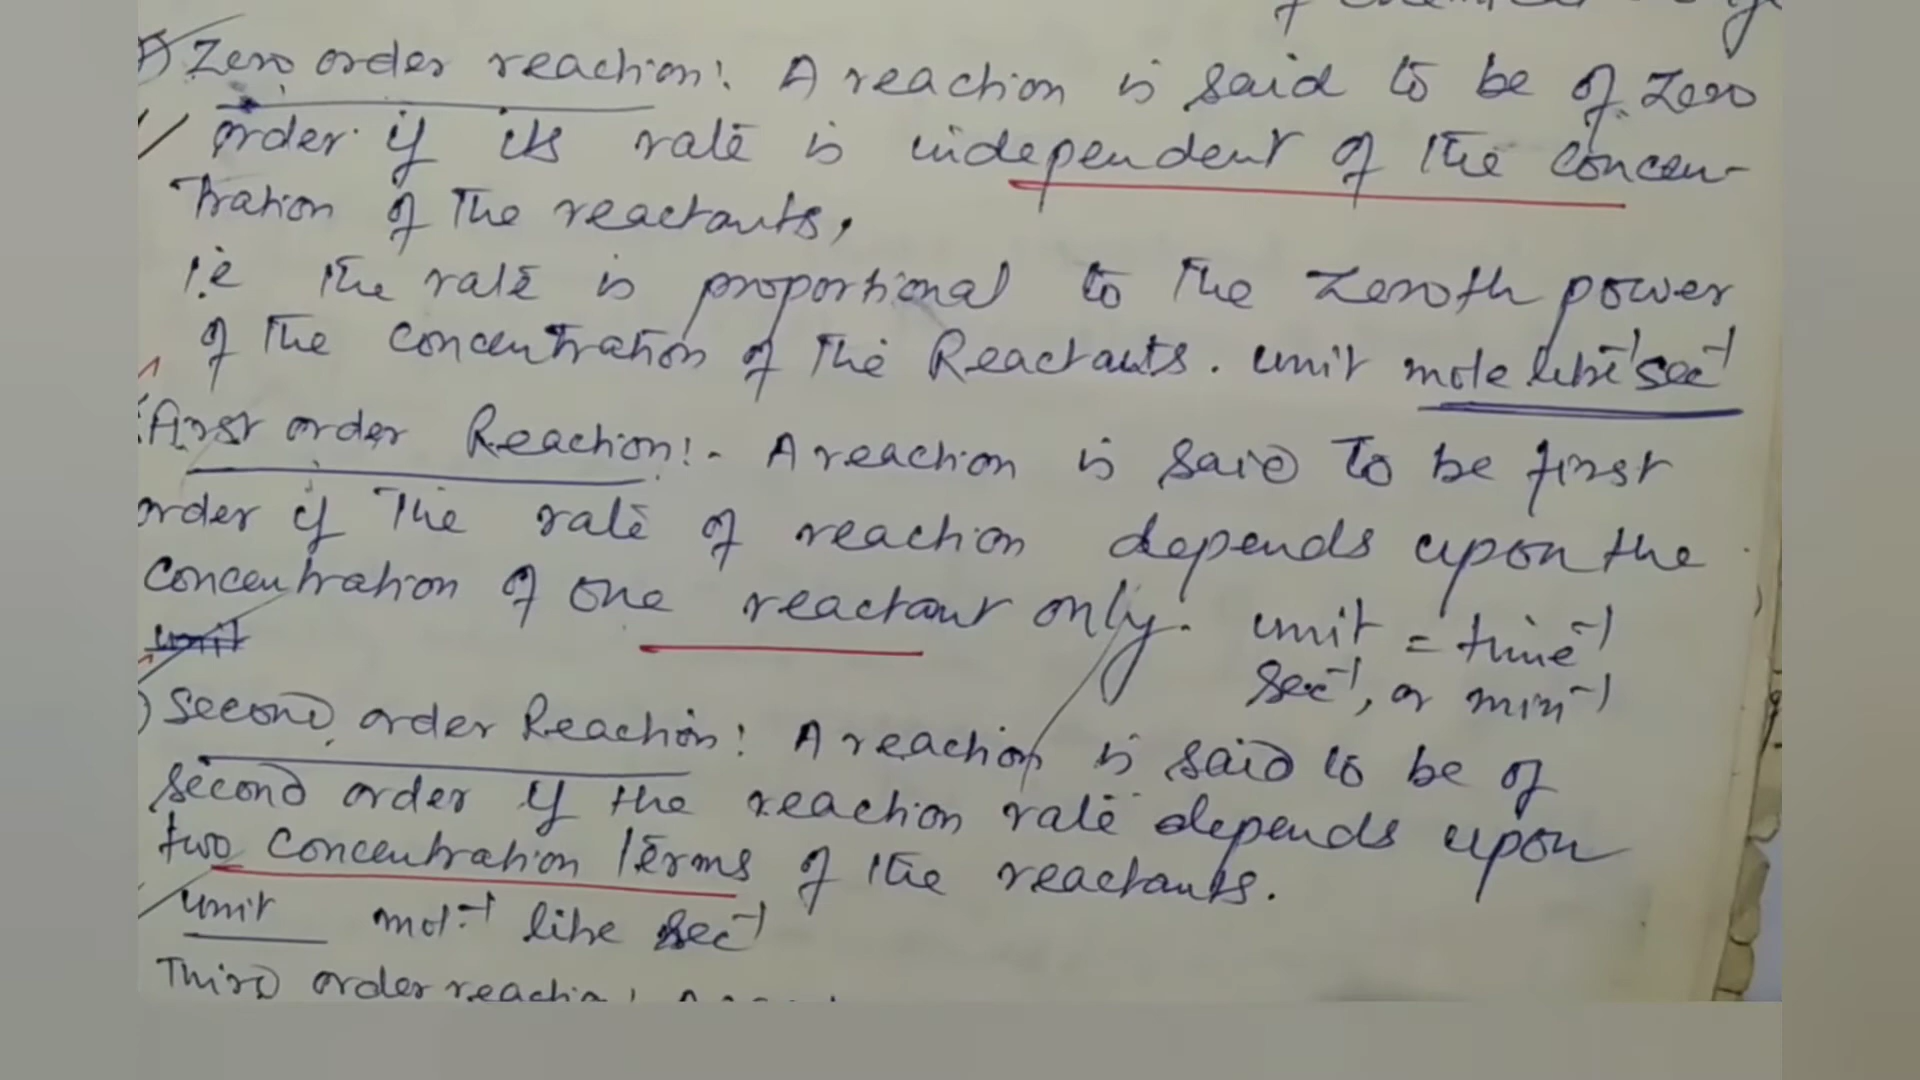 of chemical
Zero order reaction: A reaction is said to be of zero
order if its rate is independent of the concen-
tration of the reactants,
i.e the rate is proportional to the zeroth power
of the concentration of the Reactants. unit mole litre⁻¹ sec⁻¹
First order Reaction:- A reaction is said to be first
order if the rate of reaction depends upon the
concentration of one reactant only. unit = time⁻¹
unit
sec⁻¹, or min⁻¹
Second order Reaction: A reaction is said to be of
second order if the reaction rate depends upon
two concentration terms of the reactants.
unit mol⁻¹ litre sec⁻¹
Third order reaction: